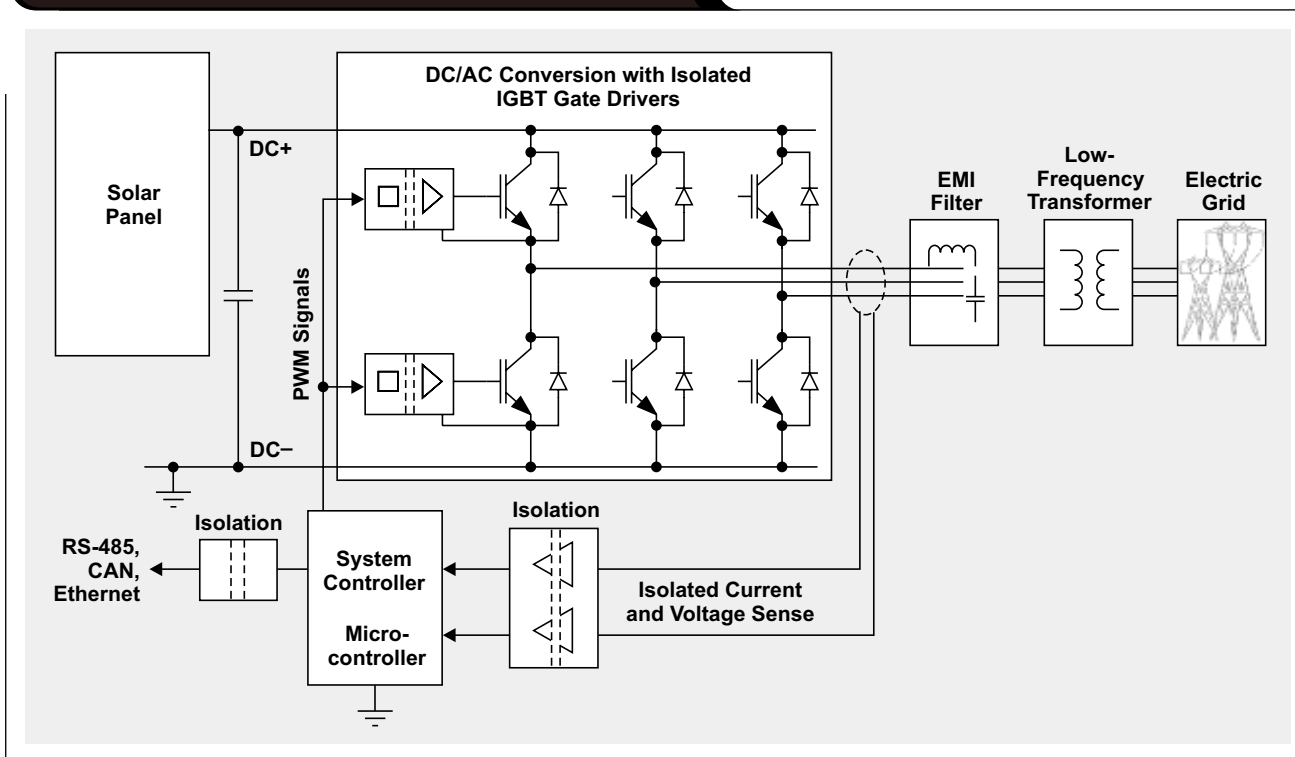 DC/AC Conversion with Isolated
IGBT Gate Drivers
Solar
Panel
DC+
PWM Signals
DC–
EMI
Filter
Low-
Frequency
Transformer
Electric
Grid
Isolation
RS-485,
CAN,
Ethernet
System
Controller
Micro-
controller
Isolation
Isolated Current
and Voltage Sense